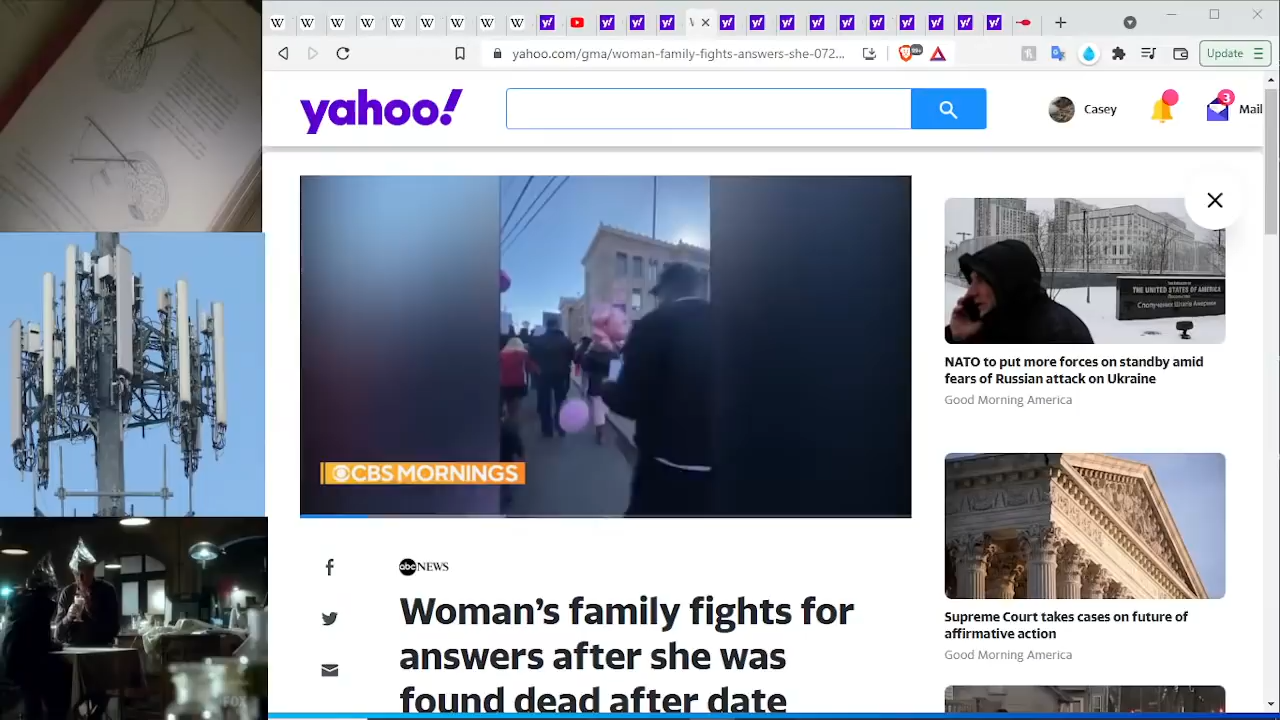 yahoo.com/gma/woman-family-fights-answers-she-072...
99+
Update
yahoo!
Casey
3
Mail
THE UNITED STATES OF AMERICA
CBS MORNINGS
NATO to put more forces on standby amid
fears of Russian attack on Ukraine
Good Morning America
abc NEWS
Woman's family fights for
answers after she was
found dead after date
Supreme Court takes cases on future of
affirmative action
Good Morning America
FOX